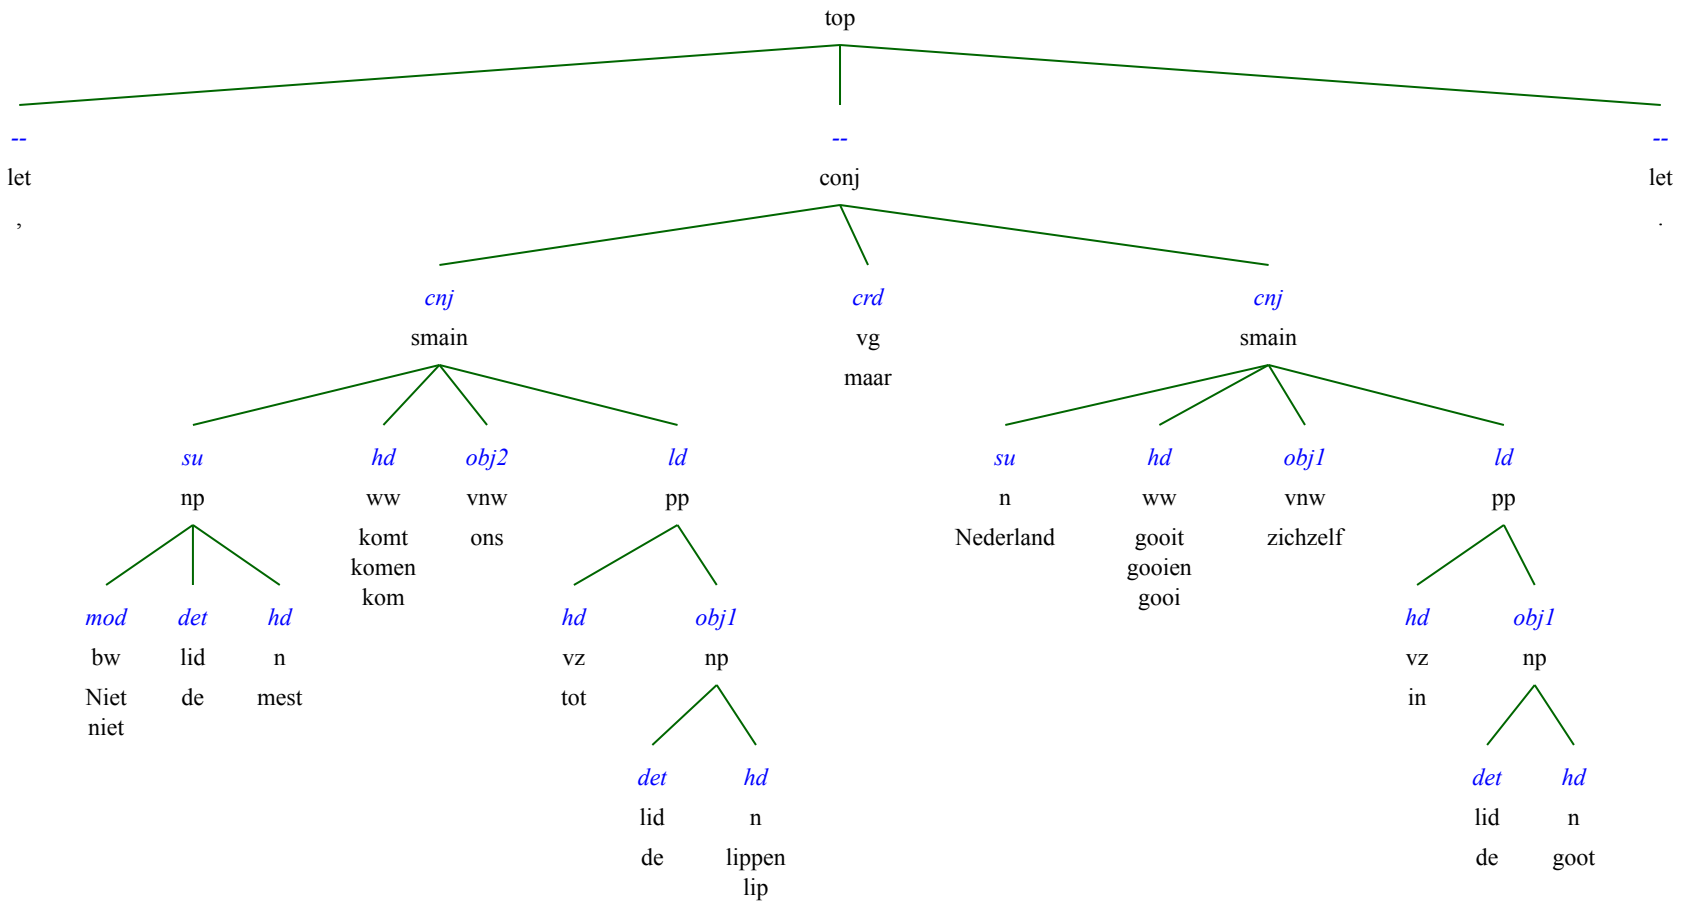 top
-- -- --
let conj let
, .
cnj crd cnj
smain vg smain
maar
su hd obj2 ld su hd obj1 ld
np ww vnw pp n ww vnw pp
komt ons Nederland gooit zichzelf
komen gooien
kom gooi
mod det hd hd obj1 hd obj1
bw lid n vz np vz np
Niet de mest tot in
niet
det hd det hd
lid n lid n
de lippen de goot
lip